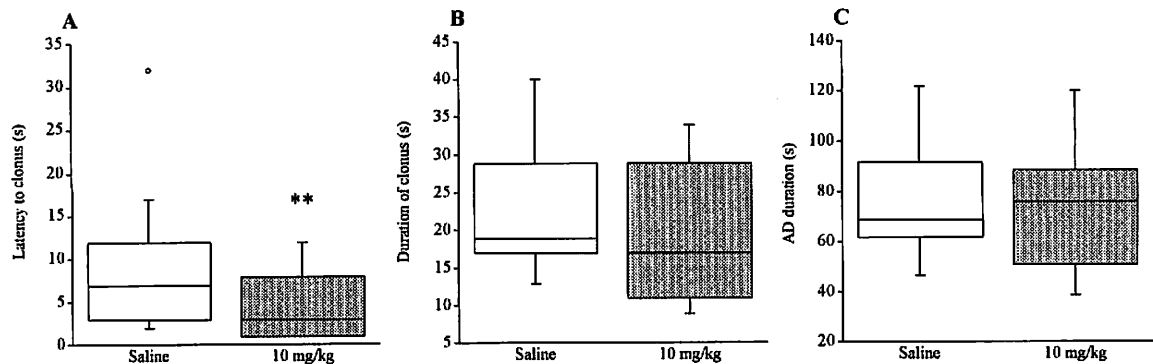 A
Latency to clonus (s)
35
30
25
20
15
10
5
0
**
Saline
10 mg/kg
B
Duration of clonus (s)
45
40
35
30
25
20
15
10
5
Saline
10 mg/kg
C
AD duration (s)
140
120
100
80
60
40
20
Saline
10 mg/kg